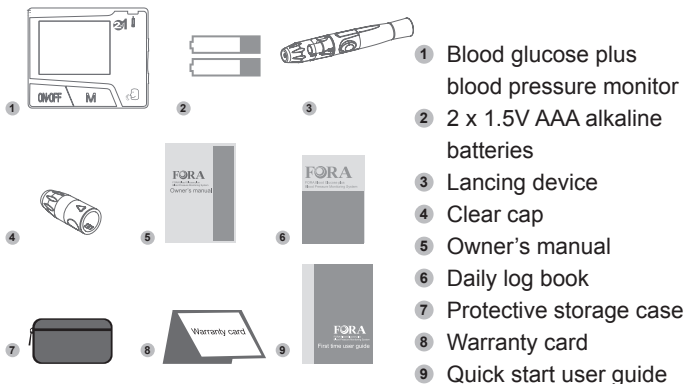 ON/OFF
M
1
2
3
FORA
Owner's manual
FORA
4
5
6
Warranty card
FORA
First time user guide
7
8
9
1 Blood glucose plus
blood pressure monitor
2 2 x 1.5V AAA alkaline
batteries
3 Lancing device
4 Clear cap
5 Owner's manual
6 Daily log book
7 Protective storage case
8 Warranty card
9 Quick start user guide